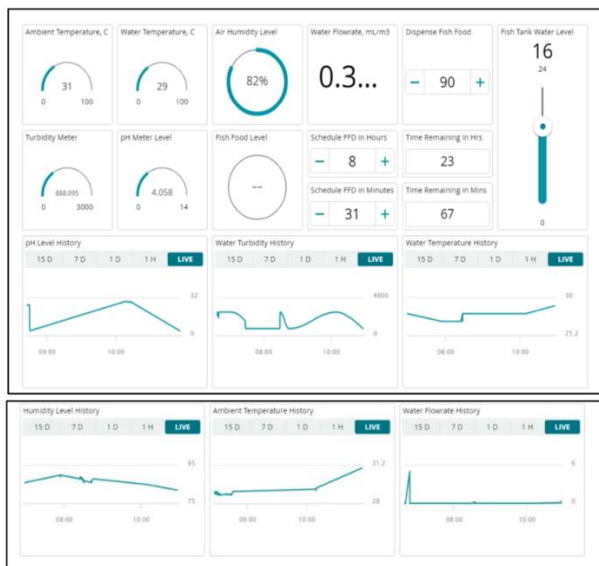 Ambient Temperature, C
Water Temperature, C
Air Humidity Level
Water Flowrate, mL/m3
Dispense Fish Food
Fish Tank Water Level
31
0 100
29
0 100
82%
0.3...
− 90 +
16
24
0
Turbidity Meter
pH Meter Level
Fish Food Level
Schedule FFD in Hours
Time Remaining in Hrs
888.095
0 3000
4.058
0 14
--
− 8 +
23
Schedule FFD in Minutes
Time Remaining in Mins
− 31 +
67
pH Level History
15 D 7 D 1 D 1 H LIVE
32
0
09:00 10:00
Water Turbidity History
15 D 7 D 1 D 1 H LIVE
4800
0
08:00 10:00
Water Temperature History
15 D 7 D 1 D 1 H LIVE
30
25.2
08:00 10:00
Humidity Level History
15 D 7 D 1 D 1 H LIVE
95
75
08:00 10:00
Ambient Temperature History
15 D 7 D 1 D 1 H LIVE
31.2
28
08:00 10:00
Water Flowrate History
15 D 7 D 1 D 1 H LIVE
6
0
08:00 10:00